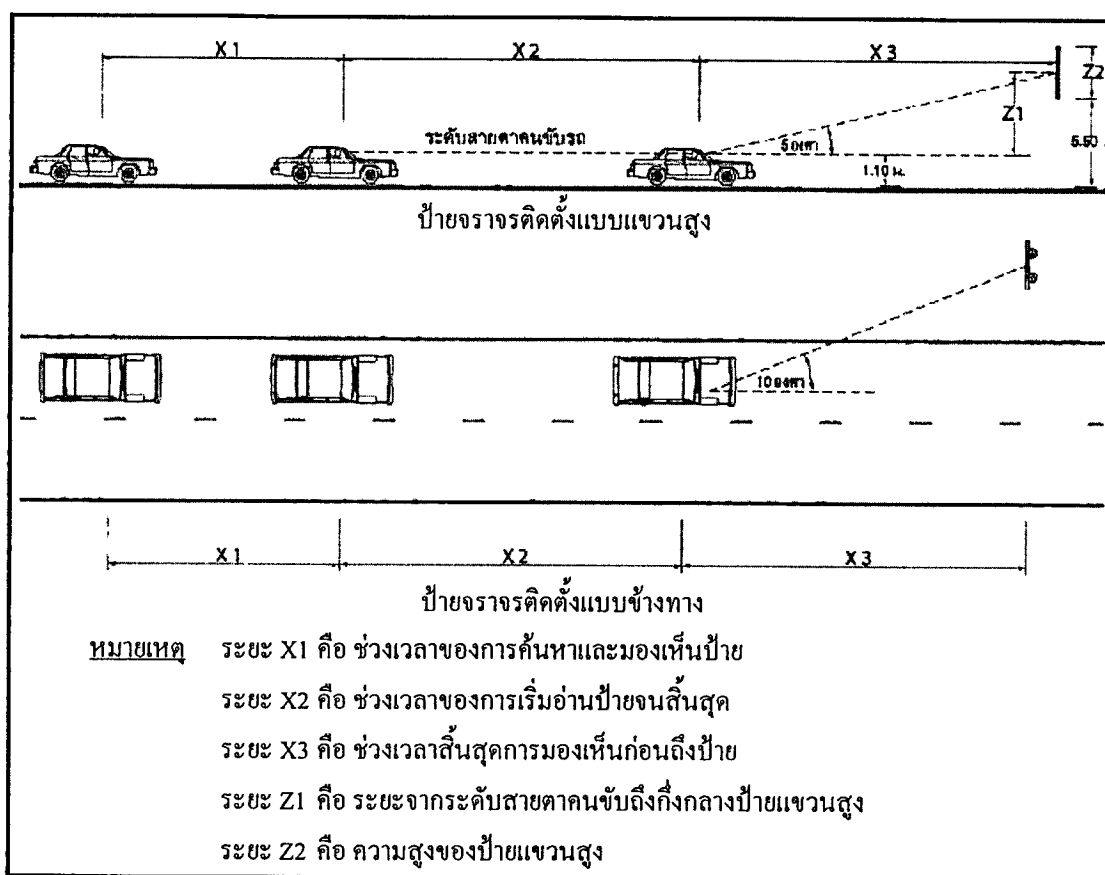 X1 X2 X3
Z2
Z1
ระดับสายตาคนขับรถ
5 องศา
5.50
1.10 ม.
ป้ายจราจรติดตั้งแบบแขวนสูง
10 องศา
X1 X2 X3
ป้ายจราจรติดตั้งแบบข้างทาง
หมายเหตุ ระยะ X1 คือ ช่วงเวลาของการค้นหาและมองเห็นป้าย
ระยะ X2 คือ ช่วงเวลาของการเริ่มอ่านป้ายจนสิ้นสุด
ระยะ X3 คือ ช่วงเวลาสิ้นสุดการมองเห็นก่อนถึงป้าย
ระยะ Z1 คือ ระยะจากระดับสายตาคนขับถึงกึ่งกลางป้ายแขวนสูง
ระยะ Z2 คือ ความสูงของป้ายแขวนสูง